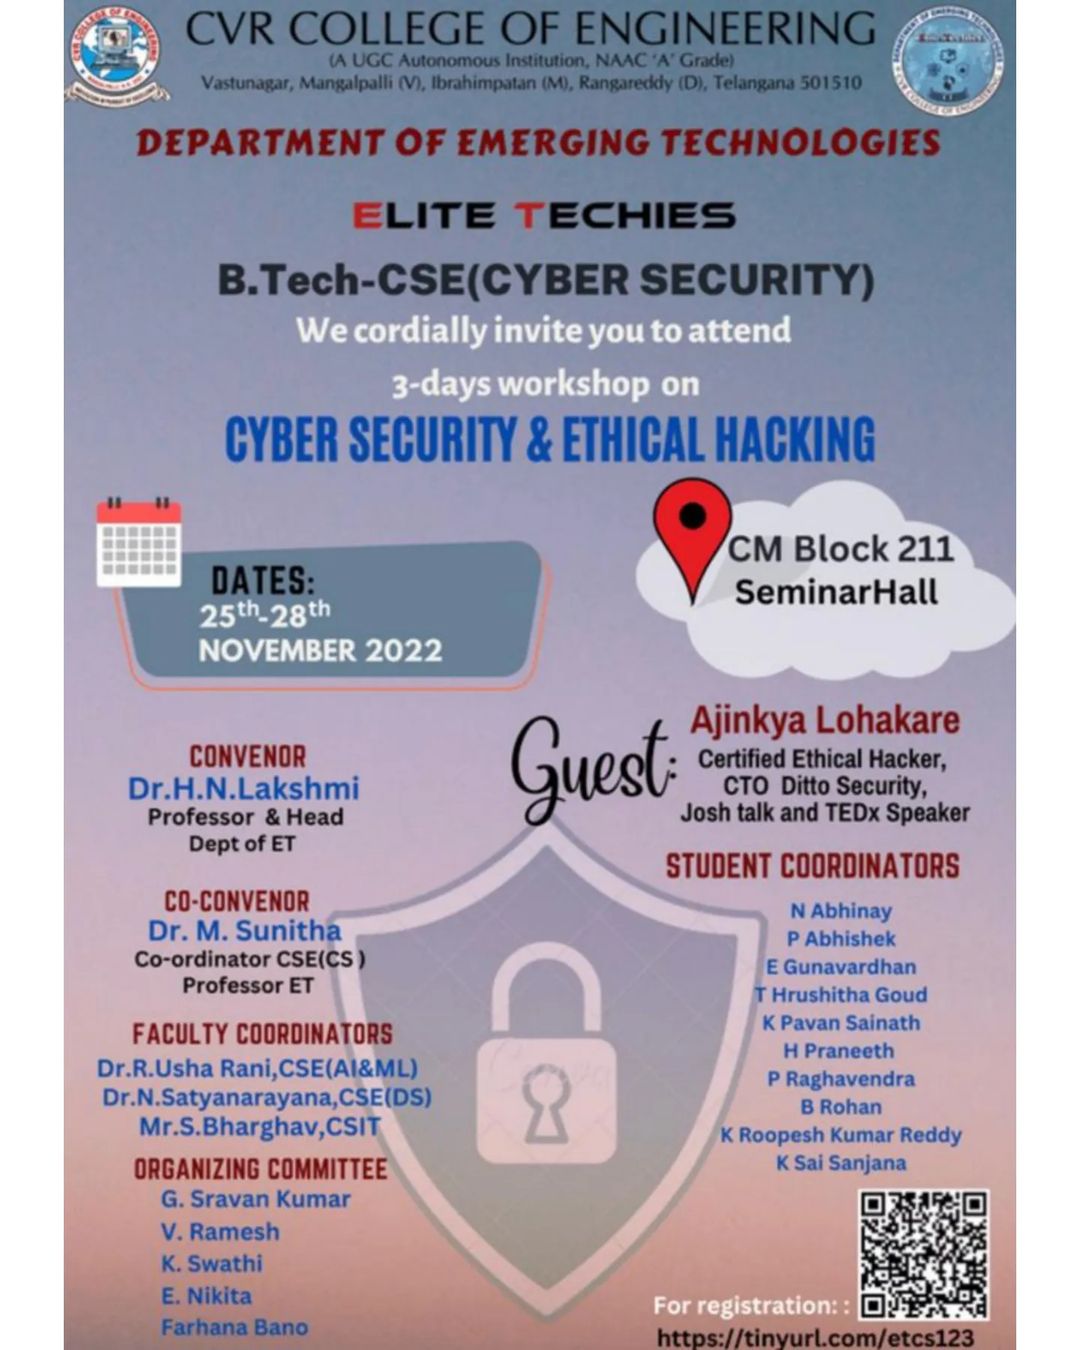 CVR COLLEGE OF ENGINEERING
(A UGC Autonomous Institution, NAAC 'A' Grade)
Vastunagar, Mangalpalli (V), Ibrahimpatan (M), Rangareddy (D), Telangana 501510
DEPARTMENT OF EMERGING TECHNOLOGIES
ELITE TECHIES
B.Tech-CSE(CYBER SECURITY)
We cordially invite you to attend
3-days workshop on
CYBER SECURITY & ETHICAL HACKING
DATES:
25th-28th
NOVEMBER 2022
CM Block 211
SeminarHall
Guest:
Ajinkya Lohakare
Certified Ethical Hacker,
CTO Ditto Security,
Josh talk and TEDx Speaker
CONVENOR
Dr.H.N.Lakshmi
Professor & Head
Dept of ET
CO-CONVENOR
Dr. M. Sunitha
Co-ordinator CSE(CS )
Professor ET
FACULTY COORDINATORS
Dr.R.Usha Rani,CSE(AI&ML)
Dr.N.Satyanarayana,CSE(DS)
Mr.S.Bharghav,CSIT
ORGANIZING COMMITTEE
G. Sravan Kumar
V. Ramesh
K. Swathi
E. Nikita
Farhana Bano
STUDENT COORDINATORS
N Abhinay
P Abhishek
E Gunavardhan
T Hrushitha Goud
K Pavan Sainath
H Praneeth
P Raghavendra
B Rohan
K Roopesh Kumar Reddy
K Sai Sanjana
For registration: :
https://tinyurl.com/etcs123